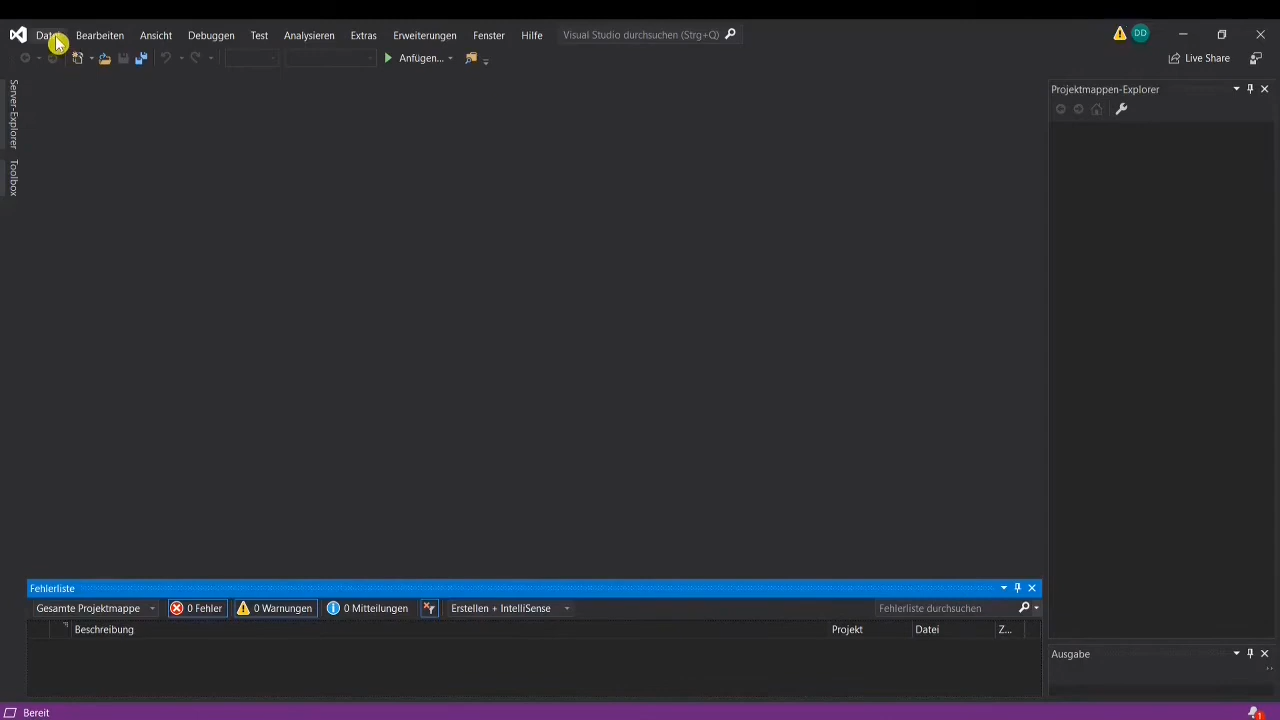 Datei Bearbeiten Ansicht Debuggen Test Analysieren Extras Erweiterungen Fenster Hilfe Visual Studio durchsuchen (Strg+Q) DD
Anfügen... Live Share
Server-Explorer
Toolbox
Projektmappen-Explorer
Fehlerliste
Gesamte Projektmappe 0 Fehler 0 Warnungen 0 Mitteilungen Erstellen + IntelliSense Fehlerliste durchsuchen
Beschreibung Projekt Datei Z...
Ausgabe
Bereit 1